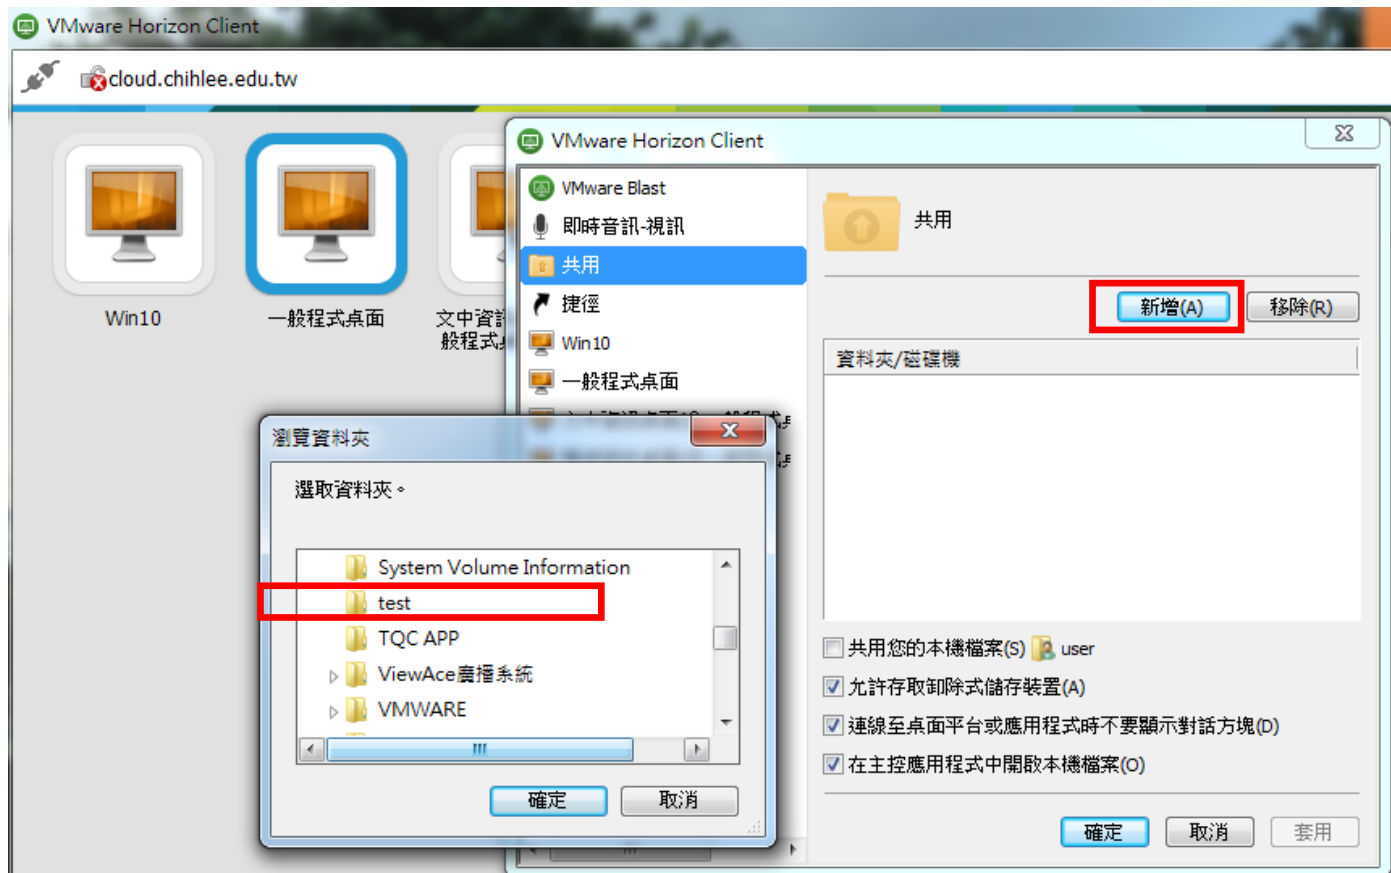 VMware Horizon Client
cloud.chihlee.edu.tw
Win10
一般程式桌面
文中資訊
般程式
VMware Horizon Client
VMware Blast
即時音訊-視訊
共用
捷徑
Win10
一般程式桌面
共用
新增(A)
移除(R)
資料夾/磁碟機
共用您的本機檔案(S) user
允許存取卸除式儲存裝置(A)
連線至桌面平台或應用程式時不要顯示對話方塊(D)
在主控應用程式中開啟本機檔案(O)
確定
取消
套用
瀏覽資料夾
選取資料夾。
System Volume Information
test
TQC APP
ViewAce廣播系統
VMWARE
確定
取消